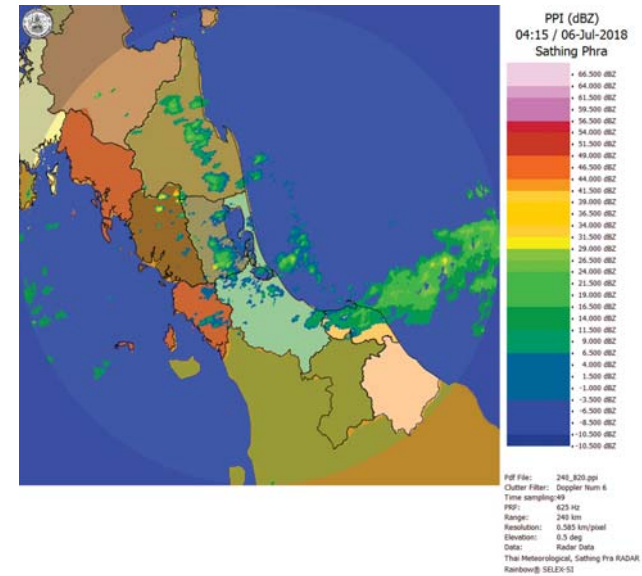 PPI (dBZ)
04:15 / 06-Jul-2018
Sathing Phra
66.500 dBZ
64.000 dBZ
61.500 dBZ
59.500 dBZ
56.500 dBZ
54.000 dBZ
51.500 dBZ
49.000 dBZ
46.500 dBZ
44.000 dBZ
41.500 dBZ
39.000 dBZ
36.500 dBZ
34.000 dBZ
31.500 dBZ
29.000 dBZ
26.500 dBZ
24.000 dBZ
21.500 dBZ
19.000 dBZ
16.500 dBZ
14.000 dBZ
11.500 dBZ
9.000 dBZ
6.500 dBZ
4.000 dBZ
1.500 dBZ
-1.000 dBZ
-3.500 dBZ
-6.500 dBZ
-8.500 dBZ
-10.500 dBZ
-10.500 dBZ
Pdf File: 240_820.ppi
Clutter Filter: Doppler Num 6
Time sampling:49
PRF: 625 Hz
Range: 240 km
Resolution: 0.585 km/pixel
Elevation: 0.5 deg
Data: Radar Data
Thai Meteorological, Sathing Pra RADAR
Rainbow® SELEX-SI